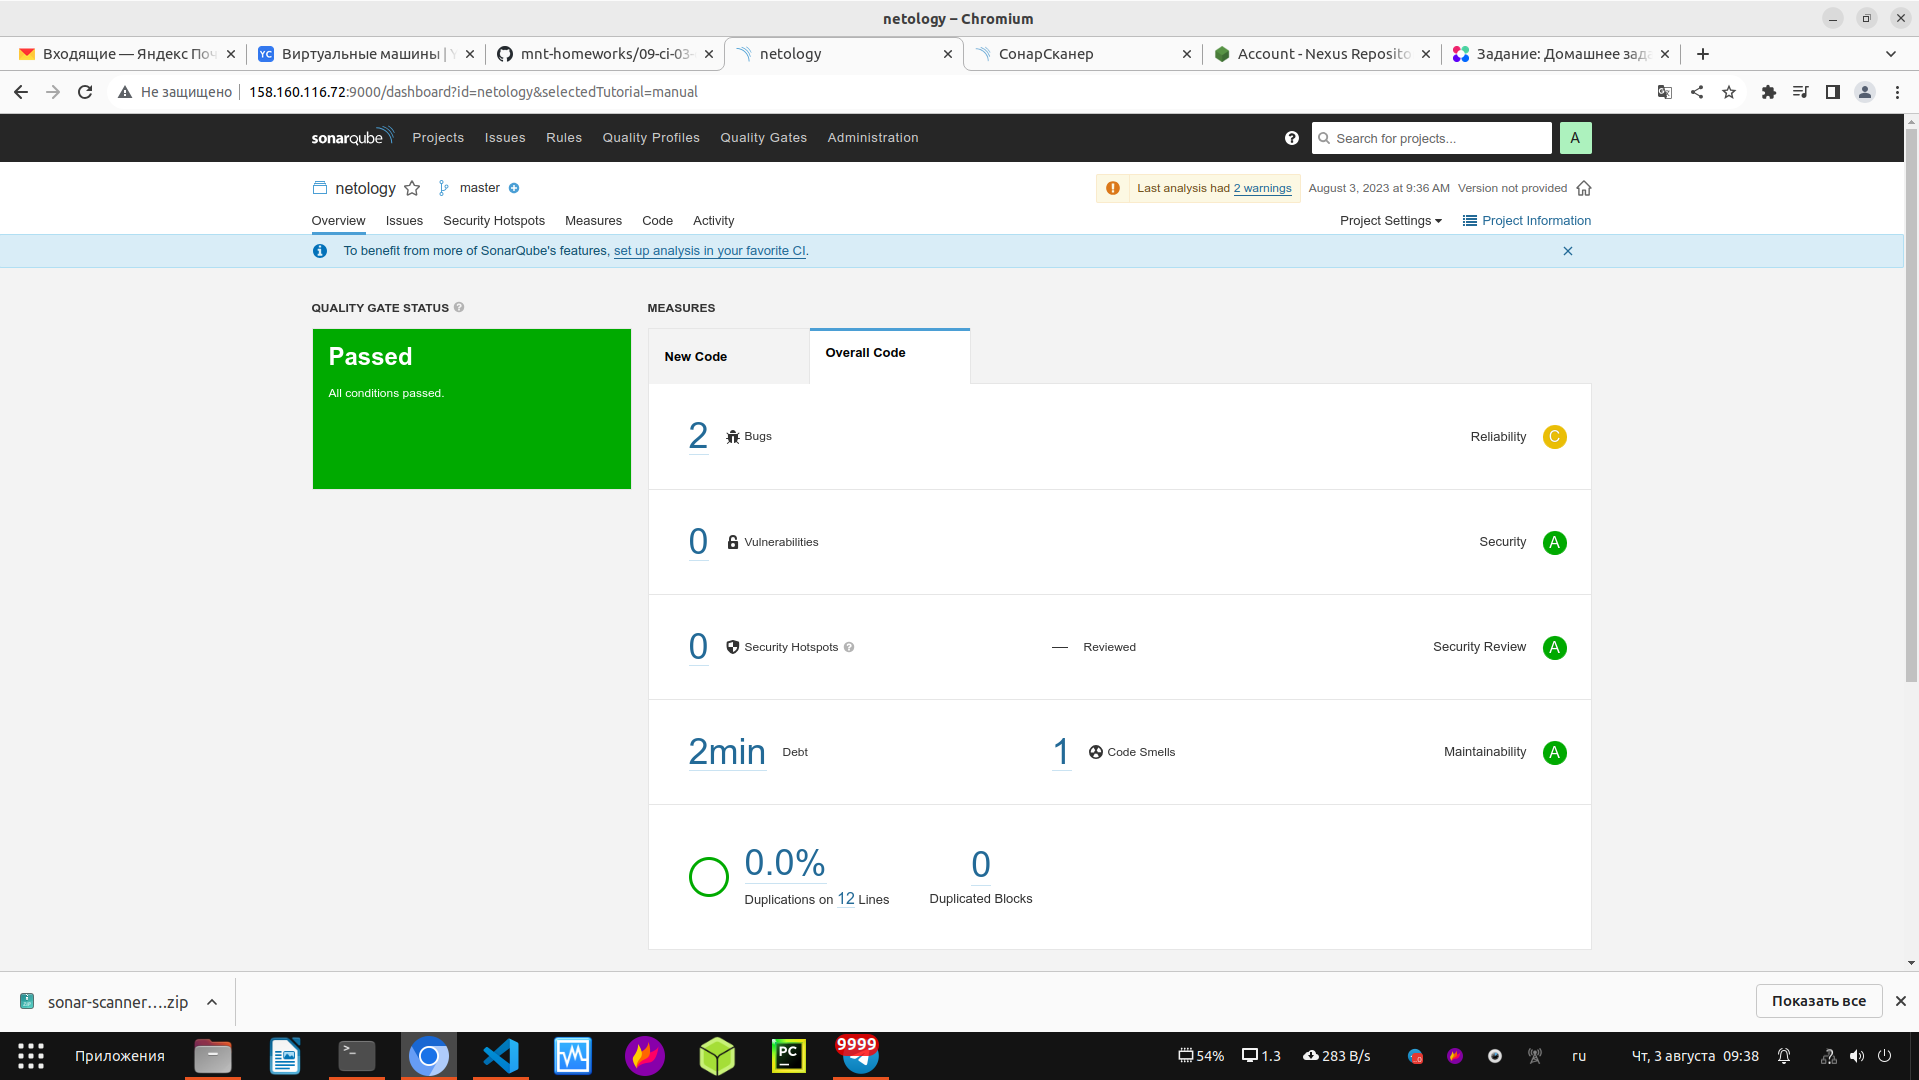 netology – Chromium
Входящие — Яндекс Поч
Виртуальные машины | Y
mnt-homeworks/09-ci-03-
netology
СонарСканер
Account - Nexus Reposito
Задание: Домашнее зада
Не защищено
158.160.116.72:9000/dashboard?id=netology&selectedTutorial=manual
sonarqube
Projects
Issues
Rules
Quality Profiles
Quality Gates
Administration
Search for projects...
A
netology
master
Last analysis had 2 warnings
August 3, 2023 at 9:36 AM
Version not provided
Overview
Issues
Security Hotspots
Measures
Code
Activity
Project Settings
Project Information
To benefit from more of SonarQube's features, set up analysis in your favorite CI.
QUALITY GATE STATUS
MEASURES
Passed
All conditions passed.
New Code
Overall Code
2 Bugs
Reliability C
0 Vulnerabilities
Security A
0 Security Hotspots
— Reviewed
Security Review A
2min Debt
1 Code Smells
Maintainability A
0.0%
Duplications on 12 Lines
0
Duplicated Blocks
sonar-scanner....zip
Показать все
Приложения
PC
9999
54%
1.3
283 B/s
ru
Чт, 3 августа 09:38